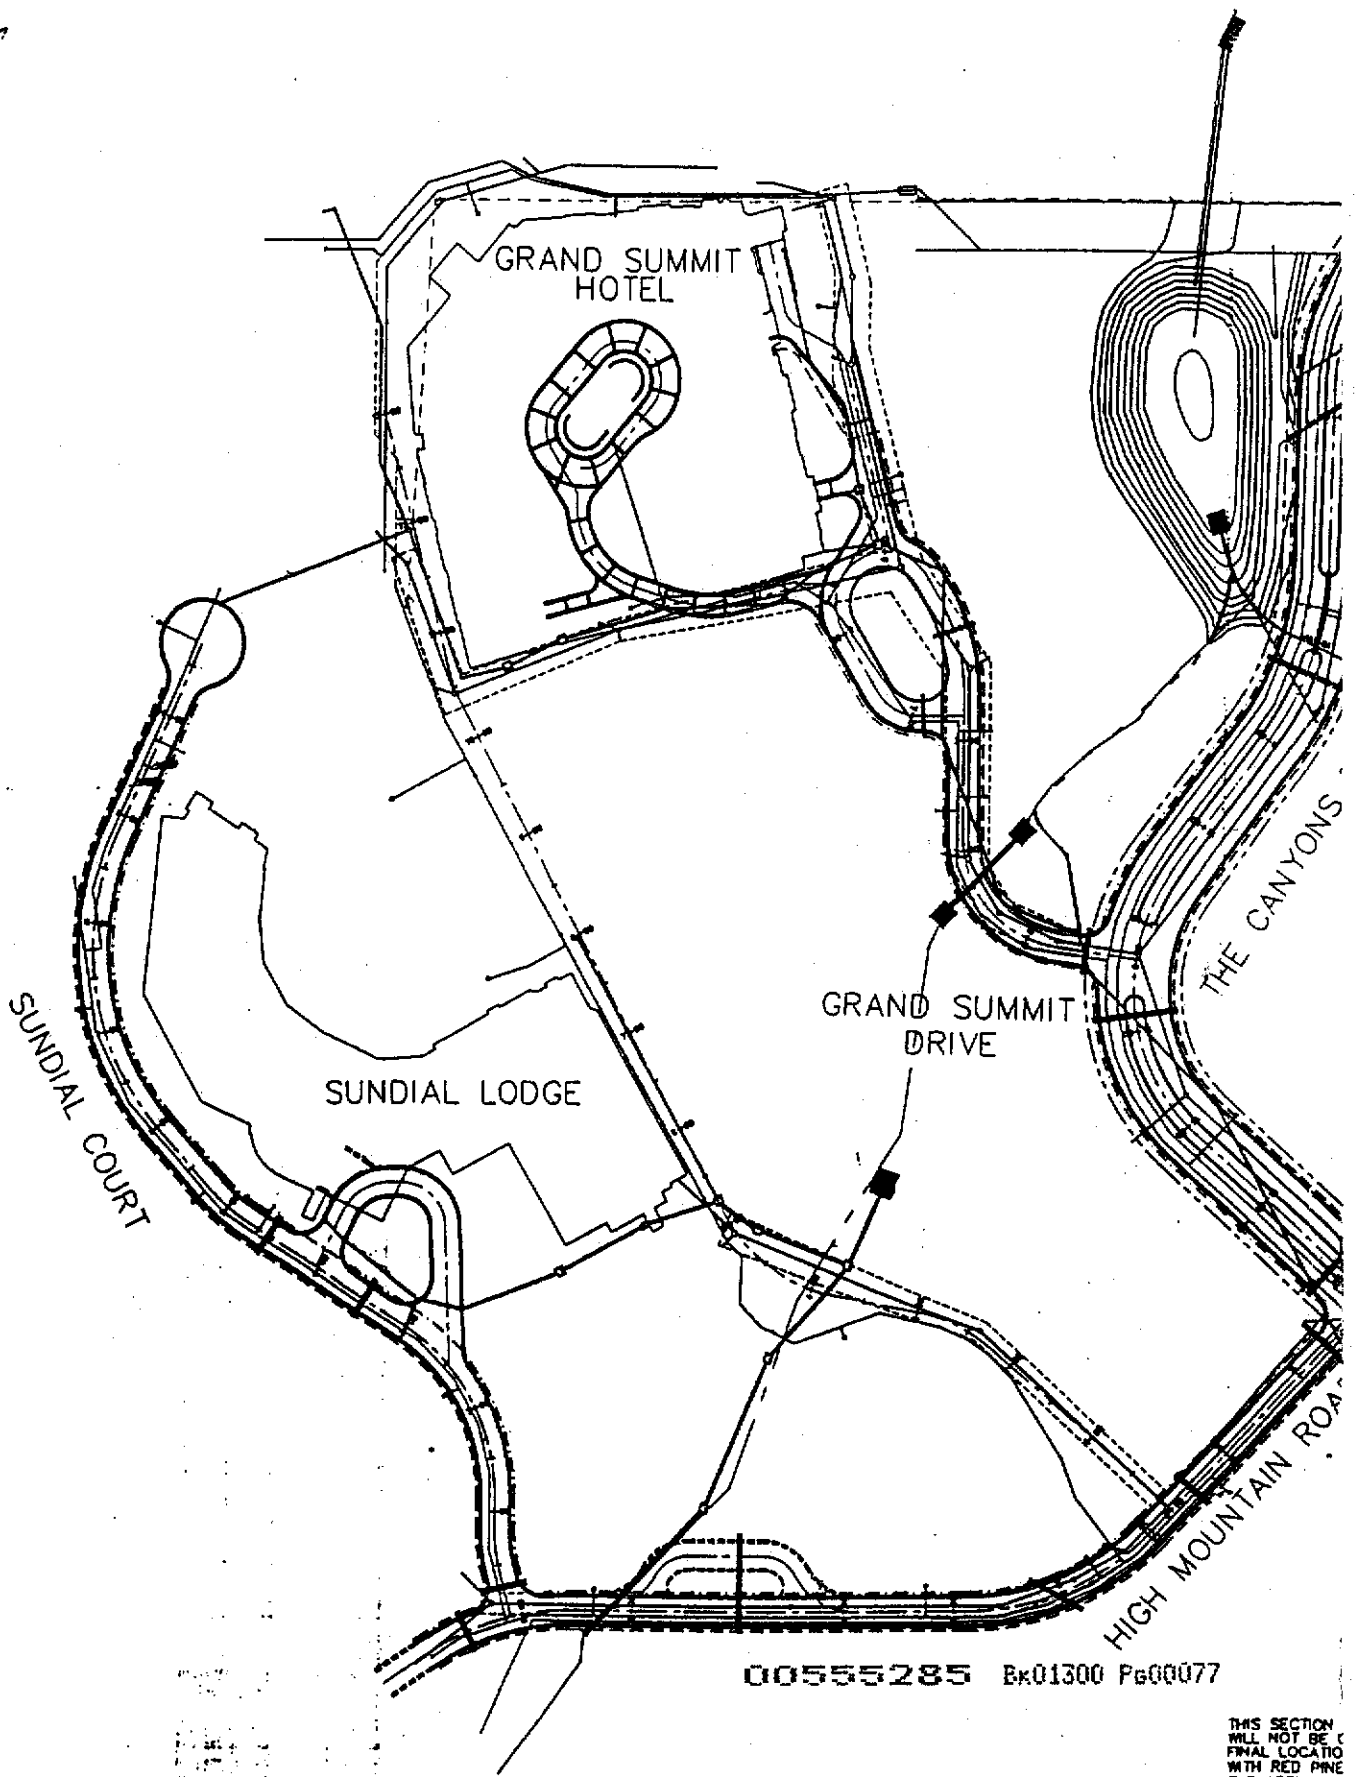 GRAND SUMMIT
HOTEL
THE CANYONS
GRAND SUMMIT
DRIVE
SUNDIAL COURT
SUNDIAL LODGE
HIGH MOUNTAIN ROA
00555285 BK01300 PG00077
THIS SECTION
WILL NOT BE
FINAL LOCATIO
WITH RED PINE